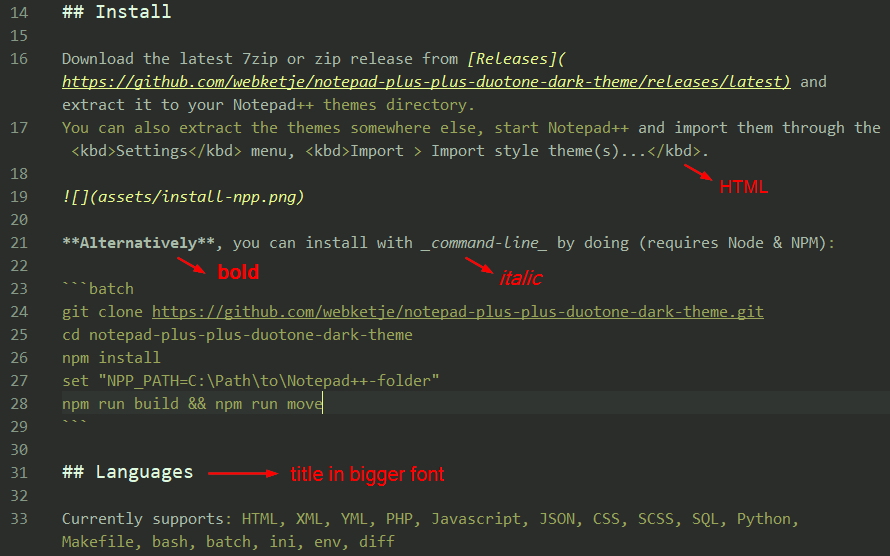 14 ## Install
15
16 Download the latest 7zip or zip release from [Releases](
https://github.com/webketje/notepad-plus-plus-duotone-dark-theme/releases/latest) and
extract it to your Notepad++ themes directory.
17 You can also extract the themes somewhere else, start Notepad++ and import them through the
<kbd>Settings</kbd> menu, <kbd>Import > Import style theme(s)...</kbd>.
18
HTML
19 ![](assets/install-npp.png)
20
21 **Alternatively**, you can install with _command-line_ by doing (requires Node & NPM):
22
bold
italic
23 ```batch
24 git clone https://github.com/webketje/notepad-plus-plus-duotone-dark-theme.git
25 cd notepad-plus-plus-duotone-dark-theme
26 npm install
27 set "NPP_PATH=C:\Path\to\Notepad++-folder"
28 npm run build && npm run move
29 ```
30
31 ## Languages
title in bigger font
32
33 Currently supports: HTML, XML, YML, PHP, Javascript, JSON, CSS, SCSS, SQL, Python,
Makefile, bash, batch, ini, env, diff